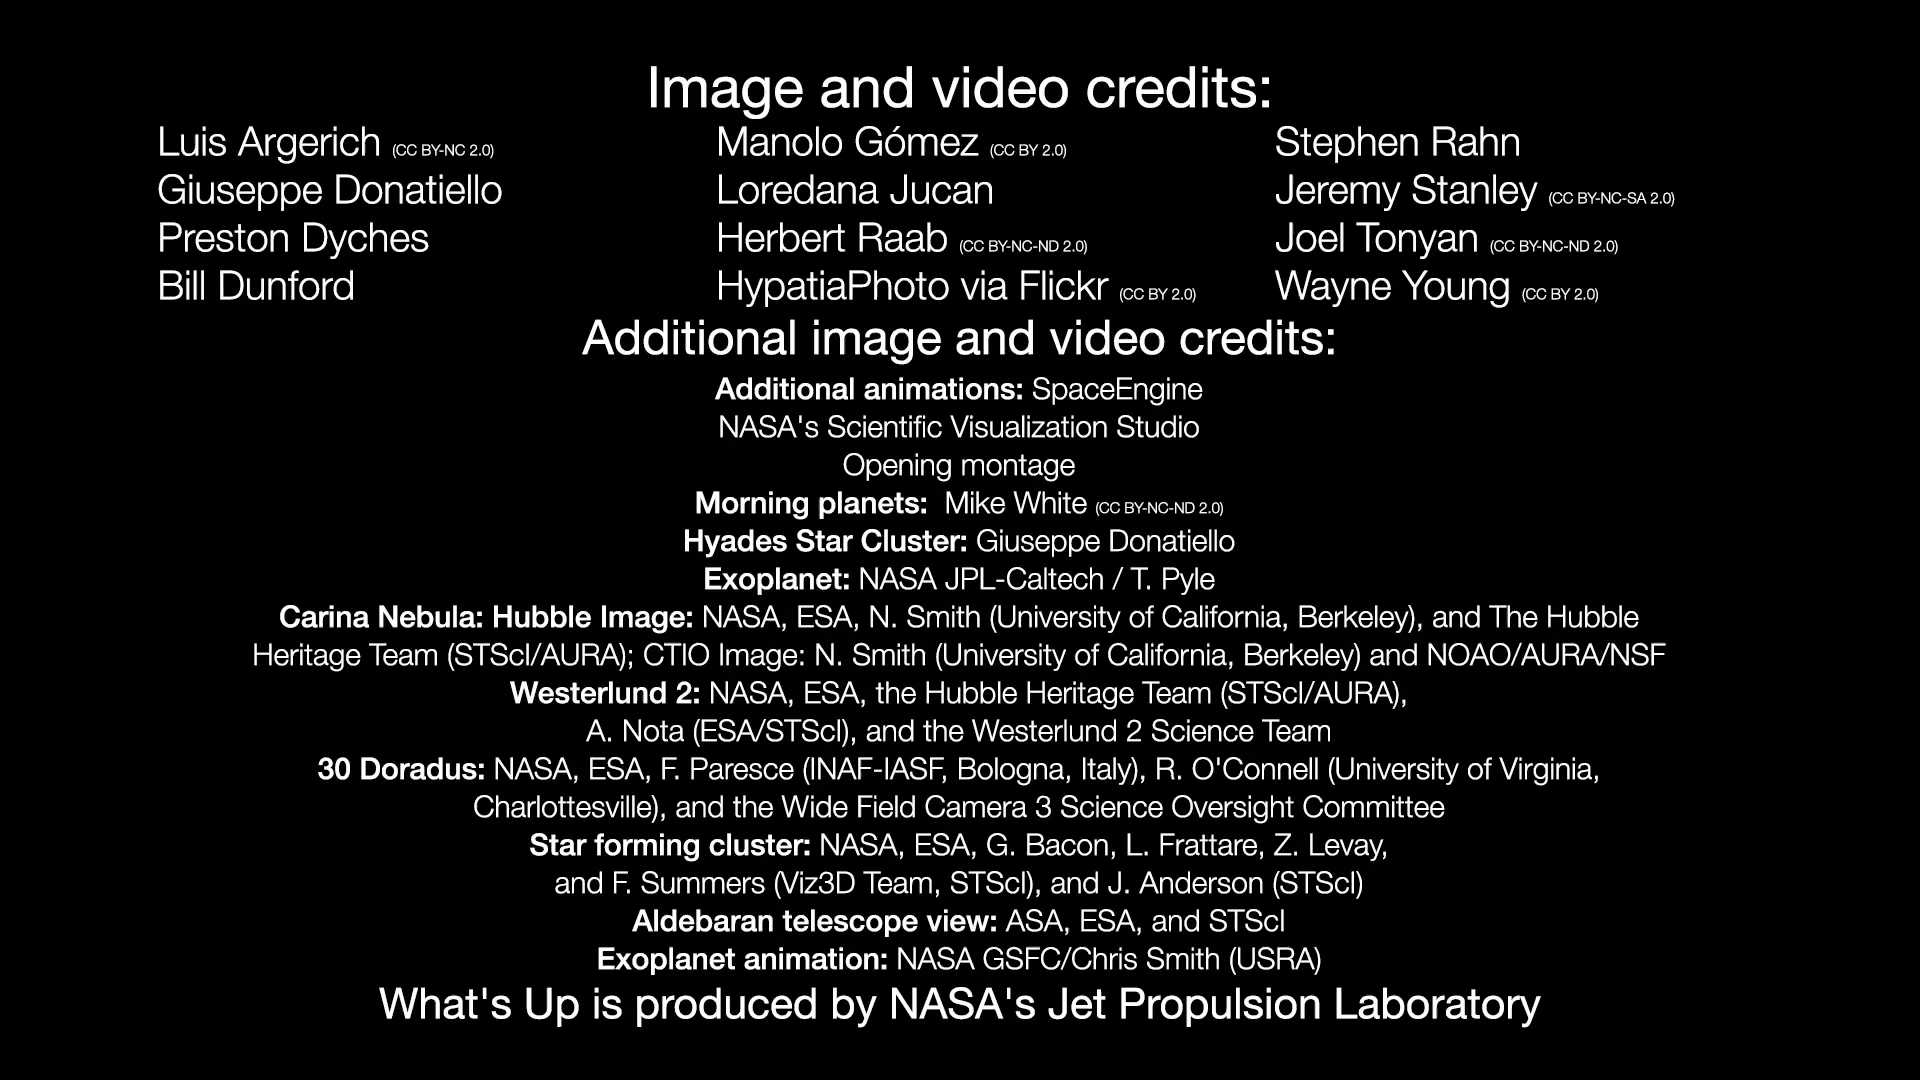 Image and video credits:
Luis Argerich (CC BY-NC 2.0)
Giuseppe Donatiello
Preston Dyches
Bill Dunford
Manolo Gómez (CC BY 2.0)
Loredana Jucan
Herbert Raab (CC BY-NC-ND 2.0)
HypatiaPhoto via Flickr (CC BY 2.0)
Stephen Rahn
Jeremy Stanley (CC BY-NC-SA 2.0)
Joel Tonyan (CC BY-NC-ND 2.0)
Wayne Young (CC BY 2.0)
Additional image and video credits:
Additional animations: SpaceEngine
NASA's Scientific Visualization Studio
Opening montage
Morning planets: Mike White (CC BY-NC-ND 2.0)
Hyades Star Cluster: Giuseppe Donatiello
Exoplanet: NASA JPL-Caltech / T. Pyle
Carina Nebula: Hubble Image: NASA, ESA, N. Smith (University of California, Berkeley), and The Hubble
Heritage Team (STScI/AURA); CTIO Image: N. Smith (University of California, Berkeley) and NOAO/AURA/NSF
Westerlund 2: NASA, ESA, the Hubble Heritage Team (STScI/AURA),
A. Nota (ESA/STScI), and the Westerlund 2 Science Team
30 Doradus: NASA, ESA, F. Paresce (INAF-IASF, Bologna, Italy), R. O'Connell (University of Virginia,
Charlottesville), and the Wide Field Camera 3 Science Oversight Committee
Star forming cluster: NASA, ESA, G. Bacon, L. Frattare, Z. Levay,
and F. Summers (Viz3D Team, STScI), and J. Anderson (STScI)
Aldebaran telescope view: ASA, ESA, and STScI
Exoplanet animation: NASA GSFC/Chris Smith (USRA)
What's Up is produced by NASA's Jet Propulsion Laboratory